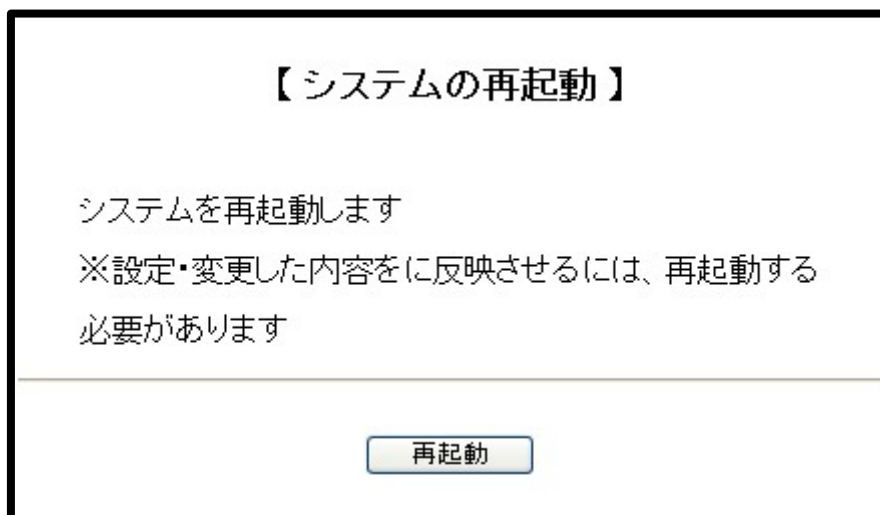 【システムの再起動】
システムを再起動します
※設定・変更した内容をに反映させるには、再起動する
必要があります
再起動